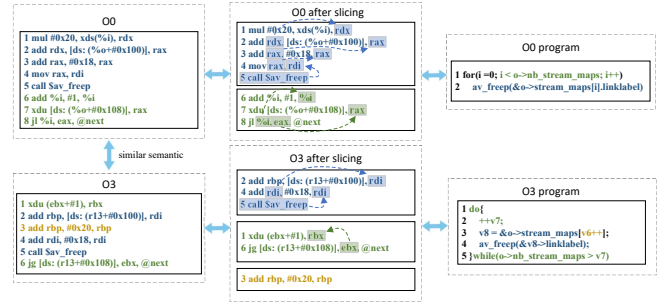 O0
1 mul #0x20, xds(%i), rdx
2 add rdx, [ds: (%o+#0x100)], rax
3 add rax, #0x18, rax
4 mov rax, rdi
5 call $av_freep
6 add %i, #1, %i
7 xdu [ds: (%o+#0x108)], rax
8 jl %i, eax, @next
O0 after slicing
1 mul #0x20, xds(%i), rdx
2 add rdx, [ds: (%o+#0x100)], rax
3 add rax, #0x18, rax
4 mov rax, rdi
5 call $av_freep
6 add %i, #1, %i
7 xdu [ds: (%o+#0x108)], rax
8 jl %i, eax, @next
O0 program
1 for(i =0; i < o->nb_stream_maps; i++)
2 av_freep(&o->stream_maps[i].linklabel)
similar semantic
O3
1 xdu (ebx+#1), rbx
2 add rbp, [ds: (r13+#0x100)], rdi
3 add rbp, #0x20, rbp
4 add rdi, #0x18, rdi
5 call $av_freep
6 jg [ds: (r13+#0x108)], ebx, @next
O3 after slicing
2 add rbp, [ds: (r13+#0x100)], rdi
4 add rdi, #0x18, rdi
5 call $av_freep
1 xdu (ebx+#1), rbx
6 jg [ds: (r13+#0x108)], ebx, @next
3 add rbp, #0x20, rbp
O3 program
1 do{
2 ++v7;
3 v8 = &o->stream_maps[v6++];
4 av_freep(&v8->linklabel);
5 }while(o->nb_stream_maps > v7)